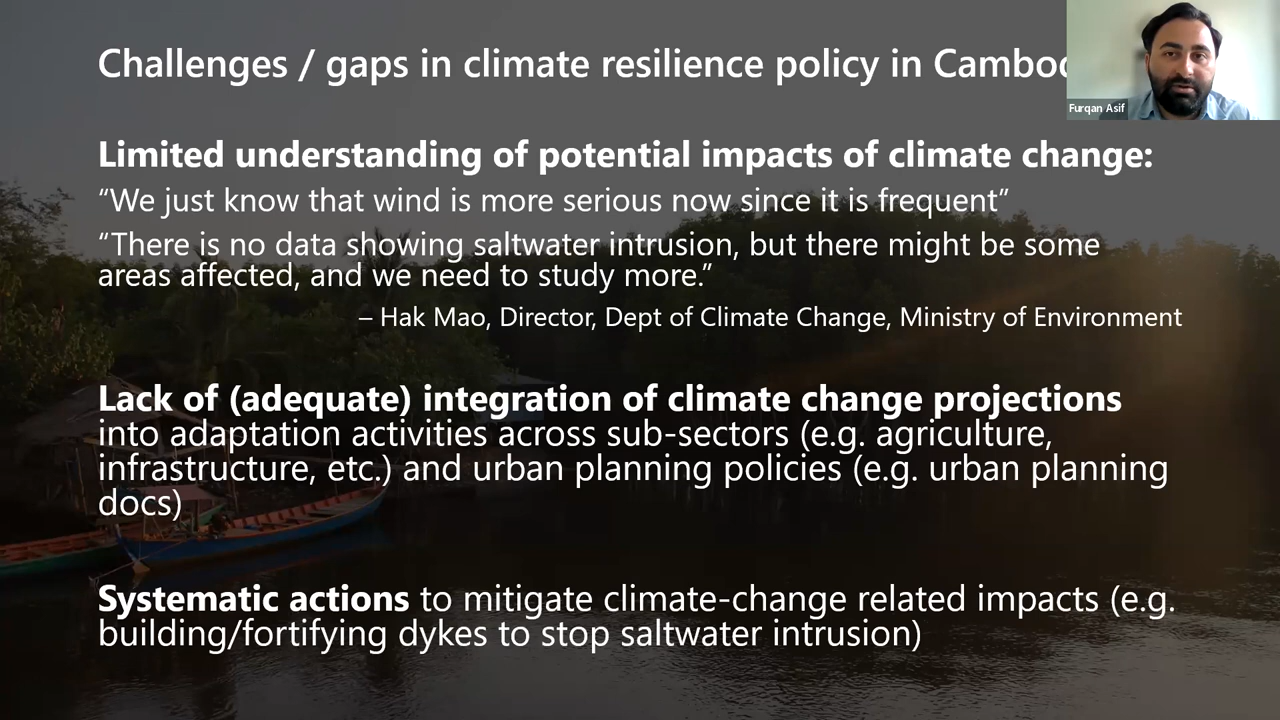 Challenges / gaps in climate resilience policy in
Furqan Asif
Limited understanding of potential impacts of climate change:
“We just know that wind is more serious now since it is frequent”
“There is no data showing saltwater intrusion, but there might be some
areas affected, and we need to study more.”
– Hak Mao, Director, Dept of Climate Change, Ministry of Environment
Lack of (adequate) integration of climate change projections
into adaptation activities across sub-sectors (e.g. agriculture,
infrastructure, etc.) and urban planning policies (e.g. urban planning
docs)
Systematic actions to mitigate climate-change related impacts (e.g.
building/fortifying dykes to stop saltwater intrusion)